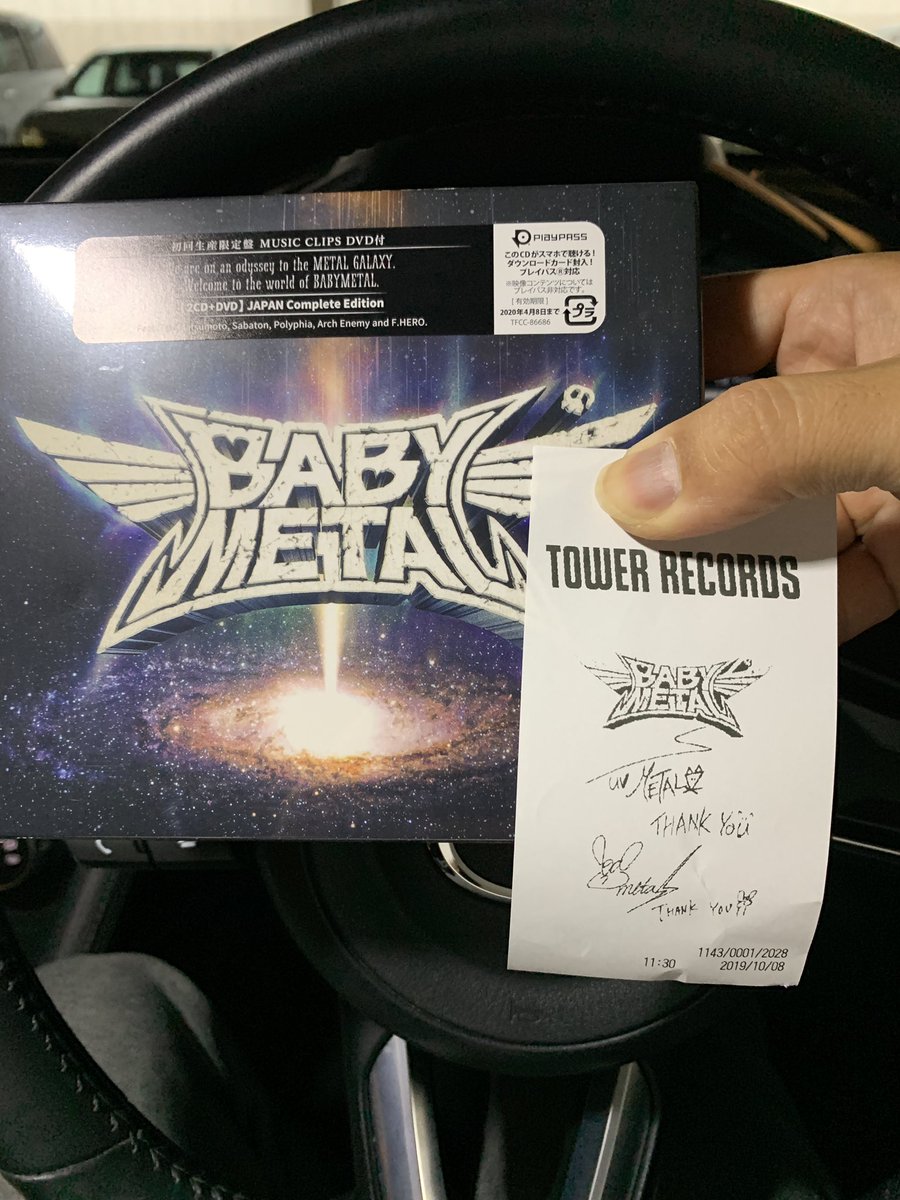 初回生産限定盤 MUSIC CLIPS DVD付
are on an odyssey to the METAL GALAXY.
Welcome to the world of BABYMETAL.
2CD+DVD】 JAPAN Complete Edition
Sabaton, Polyphia, Arch Enemy and F.HERO.
PlayPASS
このCDがスマホで聴ける!
ダウンロードカード封入!
プレイパス®対応
※映像コンテンツについては
プレイパス非対応です。
[有効期限]
2020年4月8日まで
TFCC-86686
プラ
BABY
METAL
TOWER RECORDS
BABY
METAL
METAL
THANK YOU
metal
THANK YOU
1143/0001/2028
11:30 2019/10/08